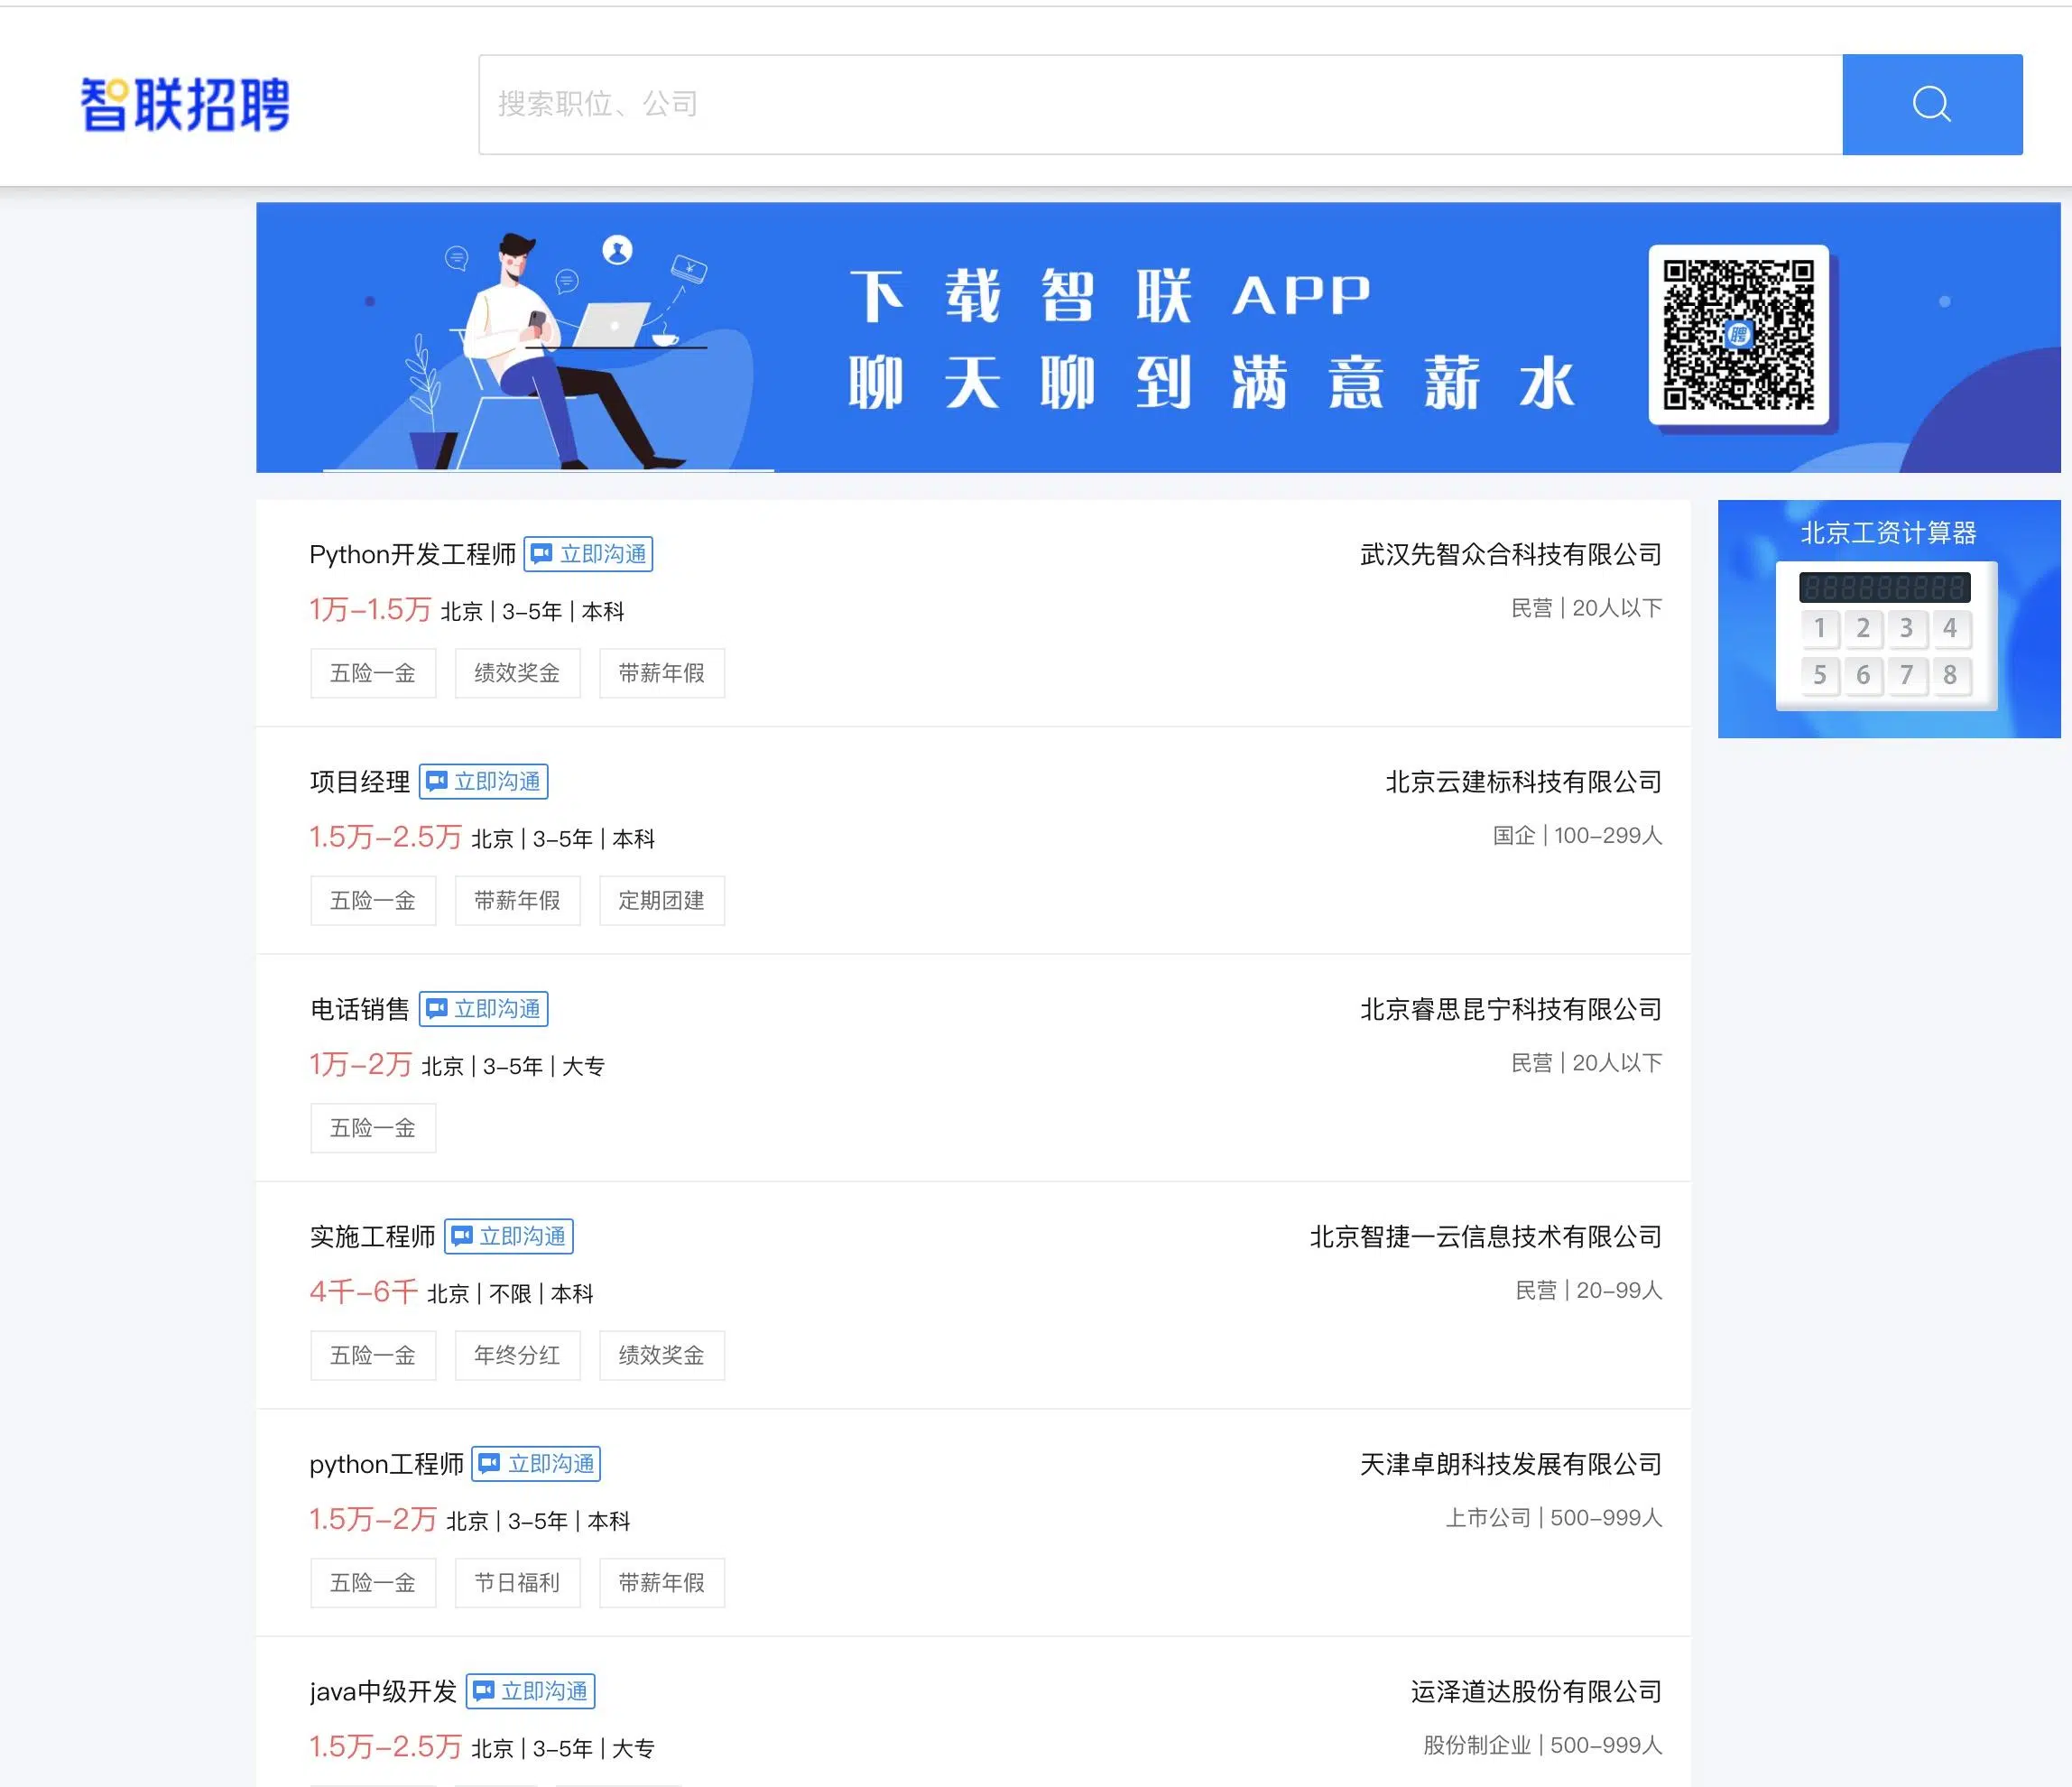 智联招聘
搜索职位、公司
下载智联APP
聊天聊到满意薪水
聘
Python开发工程师 立即沟通 武汉先智众合科技有限公司
1万–1.5万 北京 | 3–5年 | 本科 民营 | 20人以下
五险一金 绩效奖金 带薪年假
北京工资计算器
1 2 3 4
5 6 7 8
项目经理 立即沟通 北京云建标科技有限公司
1.5万–2.5万 北京 | 3–5年 | 本科 国企 | 100–299人
五险一金 带薪年假 定期团建
电话销售 立即沟通 北京睿思昆宁科技有限公司
1万–2万 北京 | 3–5年 | 大专 民营 | 20人以下
五险一金
实施工程师 立即沟通 北京智捷一云信息技术有限公司
4千–6千 北京 | 不限 | 本科 民营 | 20–99人
五险一金 年终分红 绩效奖金
python工程师 立即沟通 天津卓朗科技发展有限公司
1.5万–2万 北京 | 3–5年 | 本科 上市公司 | 500–999人
五险一金 节日福利 带薪年假
java中级开发 立即沟通 运泽道达股份有限公司
1.5万–2.5万 北京 | 3–5年 | 大专 股份制企业 | 500–999人